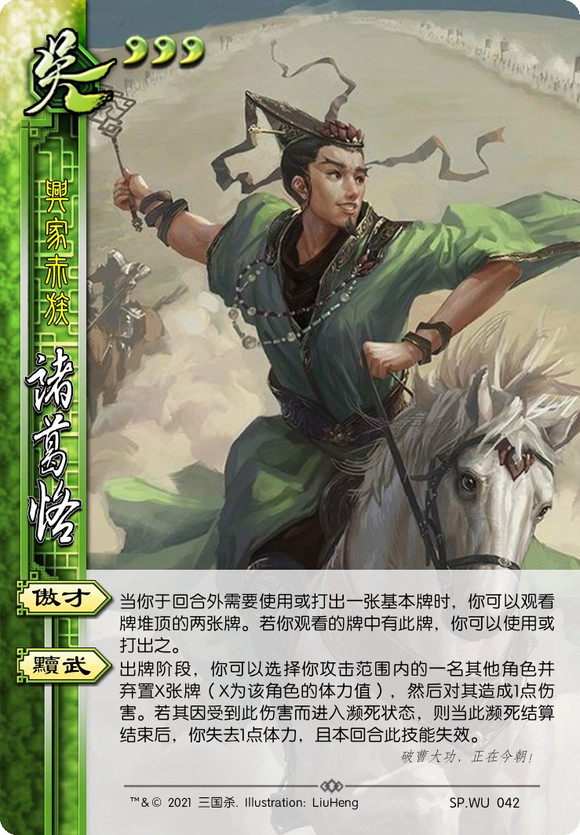 吴
興家赤族
諸葛恪
傲才
当你于回合外需要使用或打出一张基本牌时，你可以观看
牌堆顶的两张牌。若你观看的牌中有此牌，你可以使用或
打出之。
黷武
出牌阶段，你可以选择你攻击范围内的一名其他角色并
弃置X张牌（X为该角色的体力值），然后对其造成1点伤
害。若其因受到此伤害而进入濒死状态，则当此濒死结算
结束后，你失去1点体力，且本回合此技能失效。
破曹大功，正在今朝！
™&© 2021 三国杀. Illustration: LiuHeng
SP.WU 042